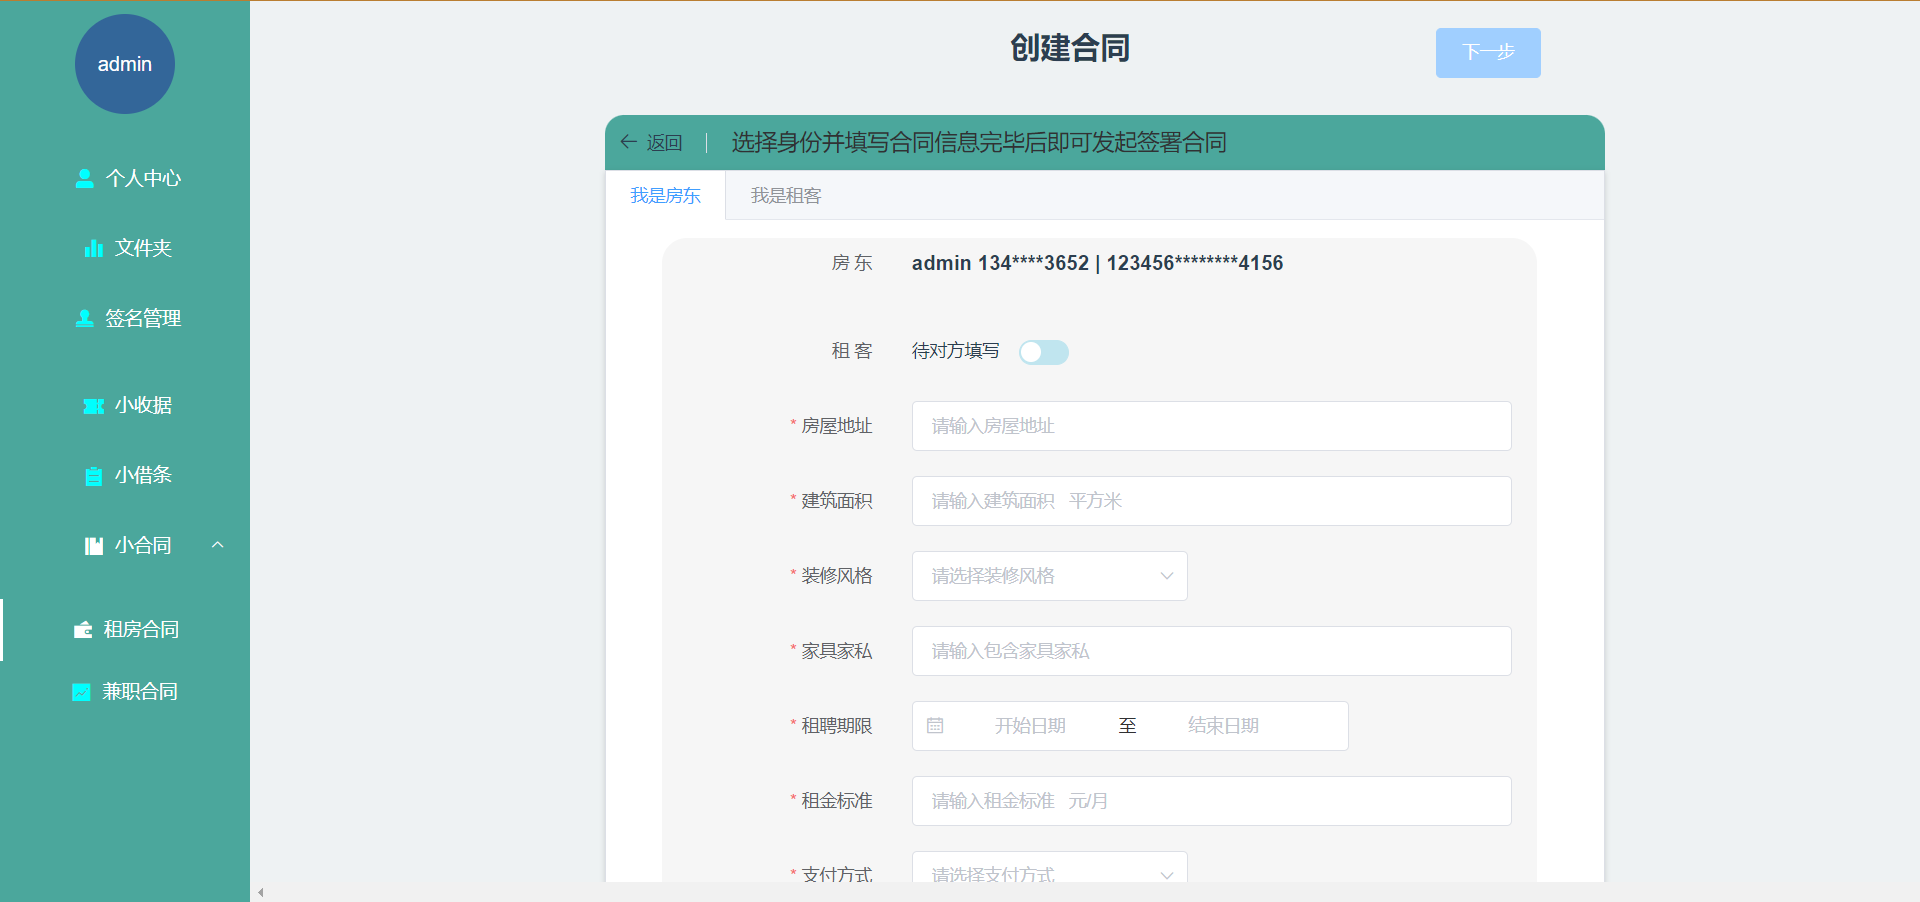 admin
个人中心
文件夹
签名管理
小收据
小借条
小合同
租房合同
兼职合同
创建合同
下一步
返回
选择身份并填写合同信息完毕后即可发起签署合同
我是房东 我是租客
房 东 admin 134****3652 | 123456********4156
租 客 待对方填写
* 房屋地址 请输入房屋地址
* 建筑面积 请输入建筑面积 平方米
* 装修风格 请选择装修风格
* 家具家私 请输入包含家具家私
* 租聘期限 开始日期 至 结束日期
* 租金标准 请输入租金标准 元/月
* 支付方式 请选择支付方式